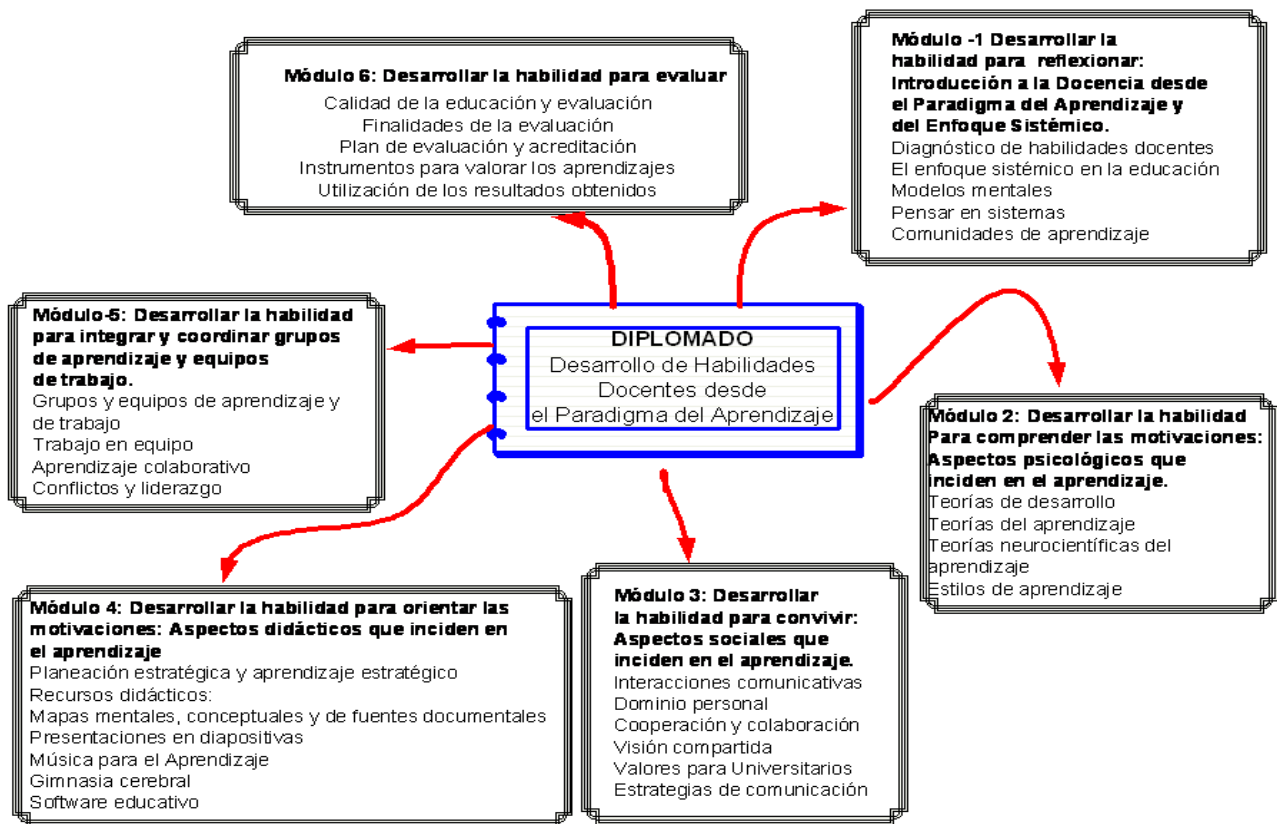 DIPLOMADO
Desarrollo de Habilidades
Docentes desde
el Paradigma del Aprendizaje
Módulo -1 Desarrollar la
habilidad para reflexionar:
Introducción a la Docencia desde
el Paradigma del Aprendizaje y
del Enfoque Sistémico.
Diagnóstico de habilidades docentes
El enfoque sistémico en la educación
Modelos mentales
Pensar en sistemas
Comunidades de aprendizaje
Módulo 2: Desarrollar la habilidad
Para comprender las motivaciones:
Aspectos psicológicos que
inciden en el aprendizaje.
Teorías de desarrollo
Teorías del aprendizaje
Teorías neurocientíficas del
aprendizaje
Estilos de aprendizaje
Módulo 3: Desarrollar
la habilidad para convivir:
Aspectos sociales que
inciden en el aprendizaje.
Interacciones comunicativas
Dominio personal
Cooperación y colaboración
Visión compartida
Valores para Universitarios
Estrategias de comunicación
Módulo 4: Desarrollar la habilidad para orientar las
motivaciones: Aspectos didácticos que inciden en
el aprendizaje
Planeación estratégica y aprendizaje estratégico
Recursos didácticos:
Mapas mentales, conceptuales y de fuentes documentales
Presentaciones en diapositivas
Música para el Aprendizaje
Gimnasia cerebral
Software educativo
Módulo-5: Desarrollar la habilidad
para integrar y coordinar grupos
de aprendizaje y equipos
de trabajo.
Grupos y equipos de aprendizaje y
de trabajo
Trabajo en equipo
Aprendizaje colaborativo
Conflictos y liderazgo
Módulo 6: Desarrollar la habilidad para evaluar
Calidad de la educación y evaluación
Finalidades de la evaluación
Plan de evaluación y acreditación
Instrumentos para valorar los aprendizajes
Utilización de los resultados obtenidos